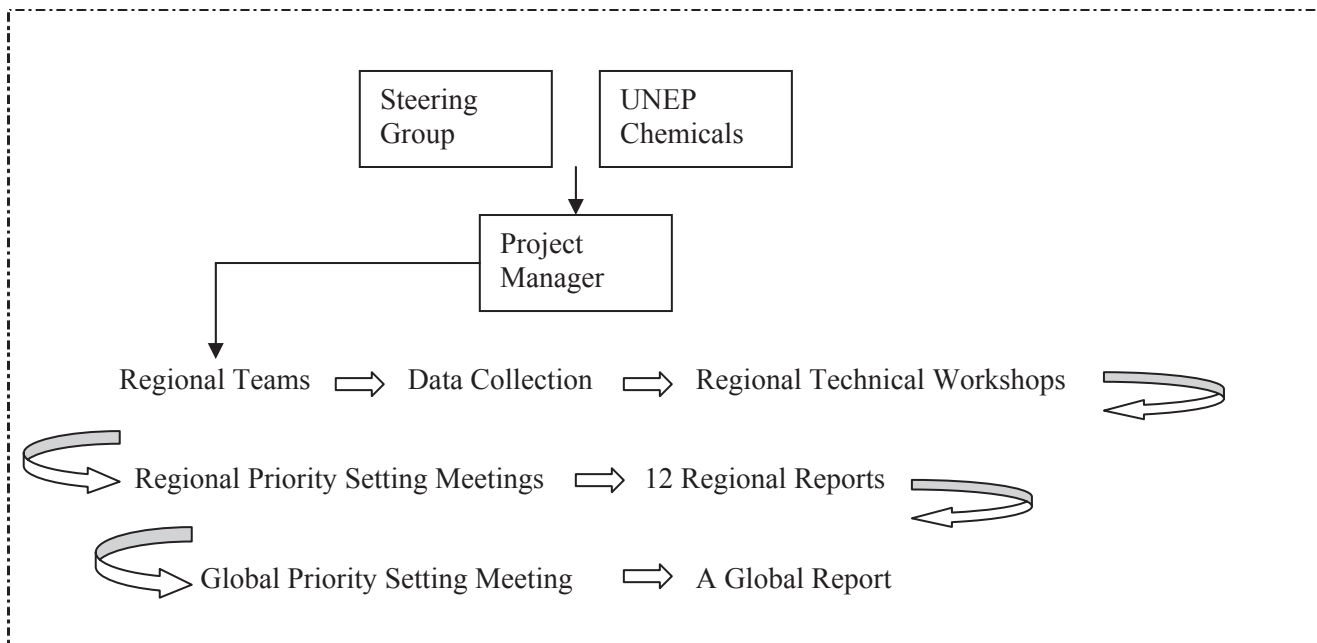 Steering
Group
UNEP
Chemicals
Project
Manager
Regional Teams Data Collection Regional Technical Workshops
Regional Priority Setting Meetings 12 Regional Reports
Global Priority Setting Meeting A Global Report